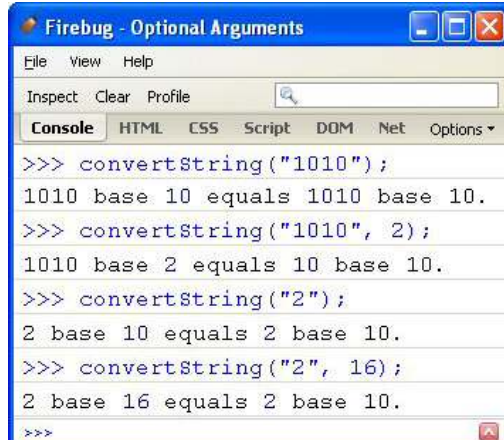 Firebug - Optional Arguments
File View Help
Inspect Clear Profile
Console HTML CSS Script DOM Net Options
>>> convertString("1010");
1010 base 10 equals 1010 base 10.
>>> convertString("1010", 2);
1010 base 2 equals 10 base 10.
>>> convertString("2");
2 base 10 equals 2 base 10.
>>> convertString("2", 16);
2 base 16 equals 2 base 10.
>>>